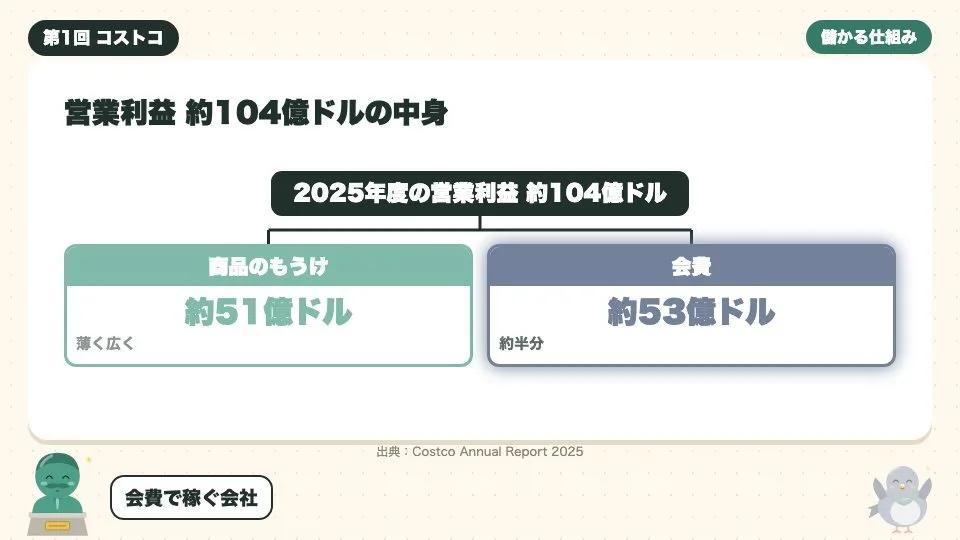 第1回 コストコ
儲かる仕組み
営業利益 約104億ドルの中身
2025年度の営業利益 約104億ドル
商品のもうけ
約51億ドル
薄く広く
会費
約53億ドル
約半分
出典：Costco Annual Report 2025
会費で稼ぐ会社